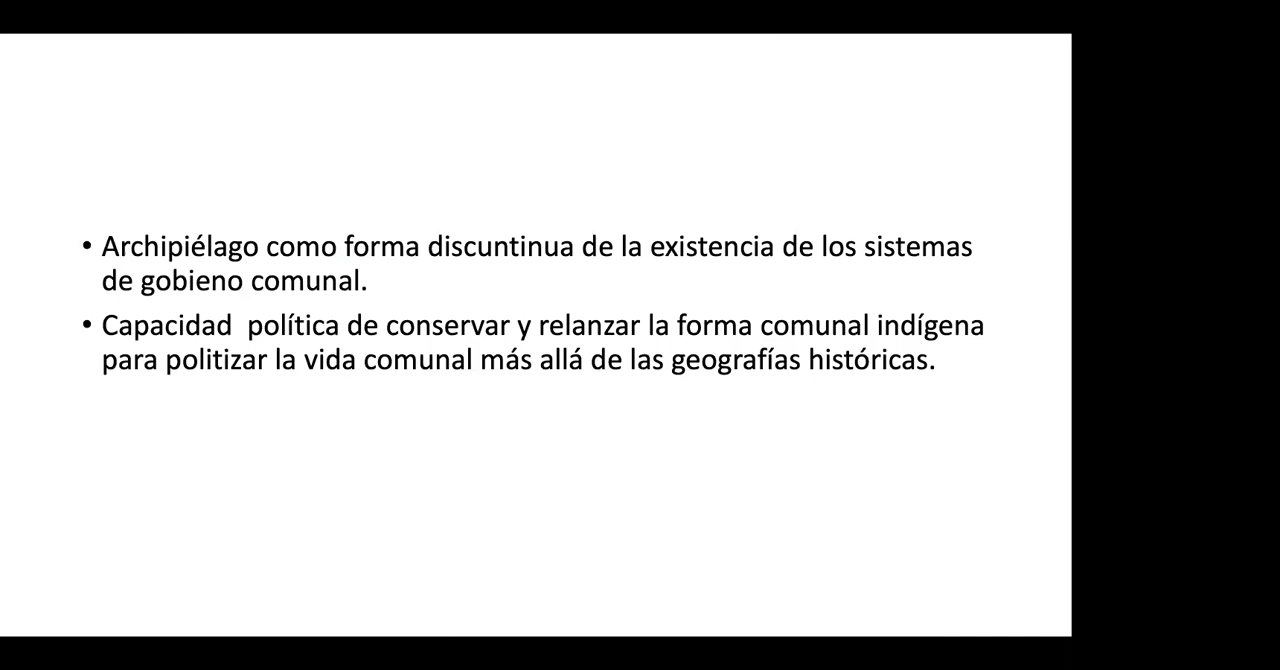 • Archipiélago como forma discuntinua de la existencia de los sistemas
de gobieno comunal.
• Capacidad  política de conservar y relanzar la forma comunal indígena
para politizar la vida comunal más allá de las geografías históricas.